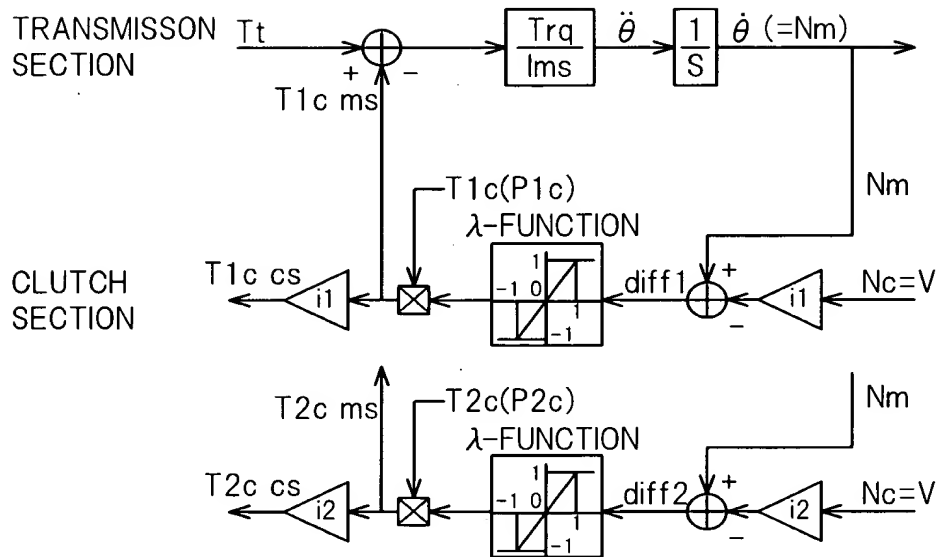 TRANSMISSON
SECTION
Tt
+
-
Trq
Ims
θ̈
1
S
θ̇ (=Nm)
T1c ms
Nm
T1c(P1c)
λ-FUNCTION
CLUTCH
SECTION
T1c cs
i1
1
-1 0
1
-1
diff1
+
-
i1
Nc=V
T2c ms
T2c(P2c)
λ-FUNCTION
Nm
T2c cs
i2
1
-1 0
1
-1
diff2
+
-
i2
Nc=V